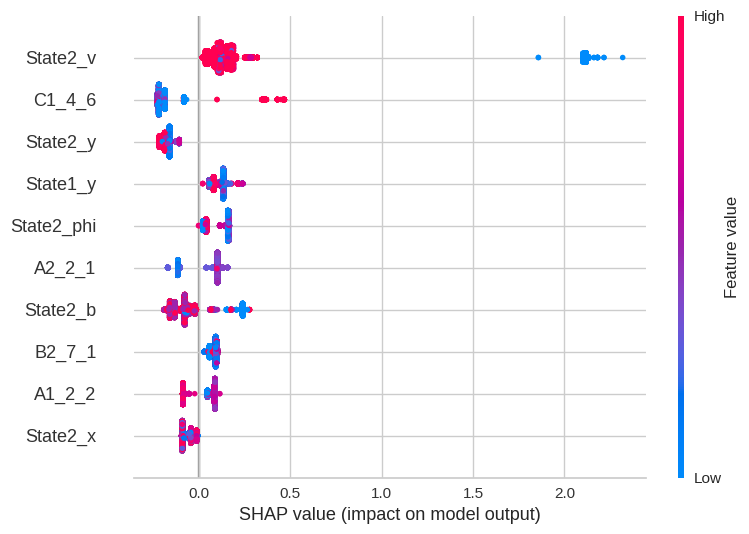 High
State2_v
C1_4_6
State2_y
State1_y
State2_phi
A2_2_1
State2_b
B2_7_1
A1_2_2
State2_x
Feature value
Low
0.0 0.5 1.0 1.5 2.0
SHAP value (impact on model output)